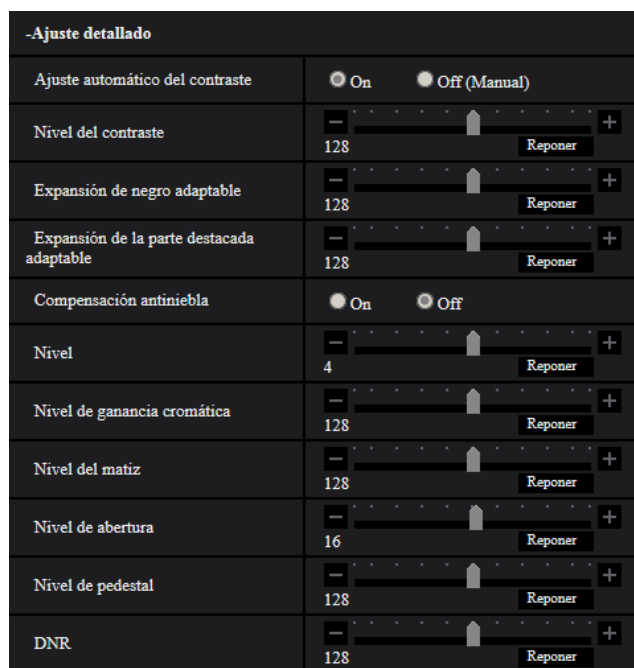 -Ajuste detallado
Ajuste automático del contraste
On Off (Manual)
Nivel del contraste
128 Reponer
Expansión de negro adaptable
128 Reponer
Expansión de la parte destacada
adaptable
128 Reponer
Compensación antiniebla
On Off
Nivel
4 Reponer
Nivel de ganancia cromática
128 Reponer
Nivel del matiz
128 Reponer
Nivel de abertura
16 Reponer
Nivel de pedestal
128 Reponer
DNR
128 Reponer